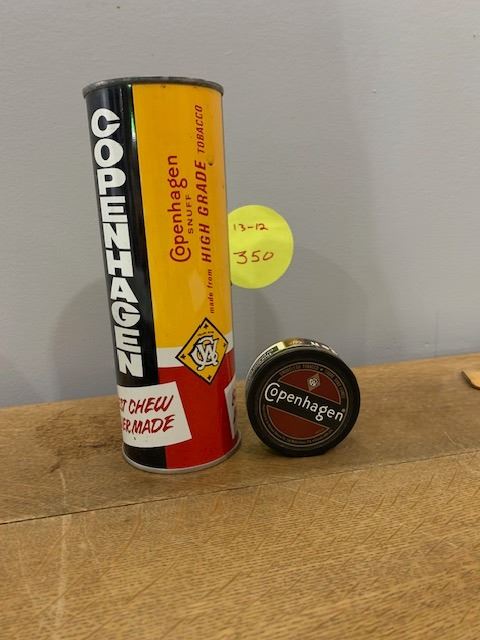 COPENHAGEN
Copenhagen
SNUFF
made from HIGH GRADE TOBACCO
CHEW
MADE
13-12
350
Copenhagen